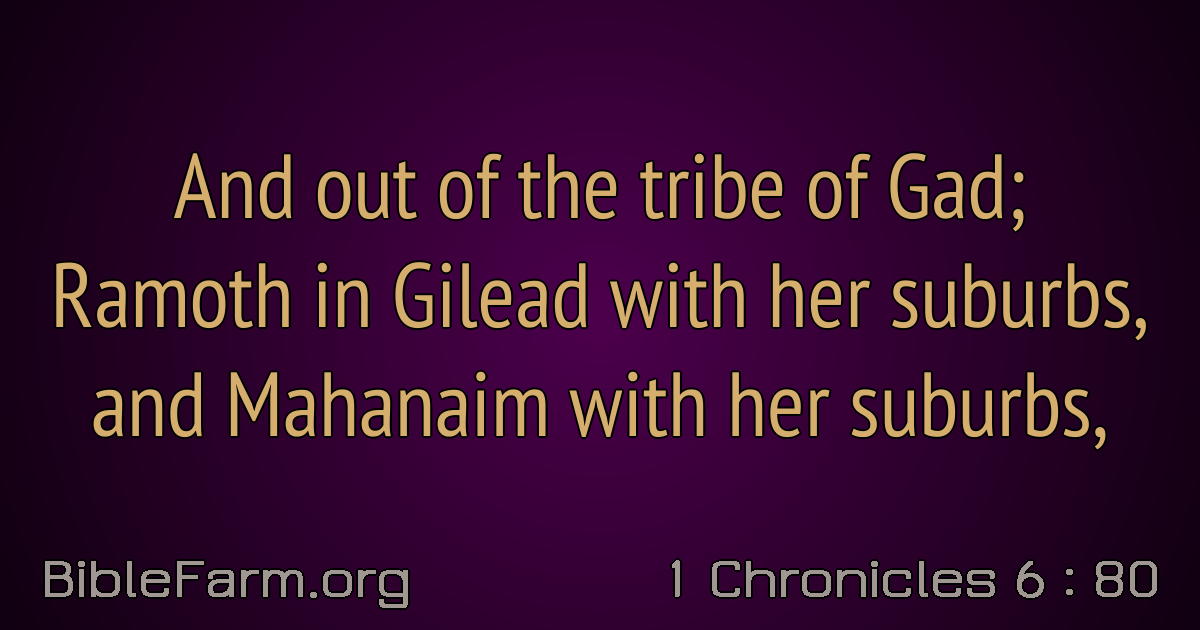 And out of the tribe of Gad;
Ramoth in Gilead with her suburbs,
and Mahanaim with her suburbs,
BibleFarm.org
1 Chronicles 6 : 80